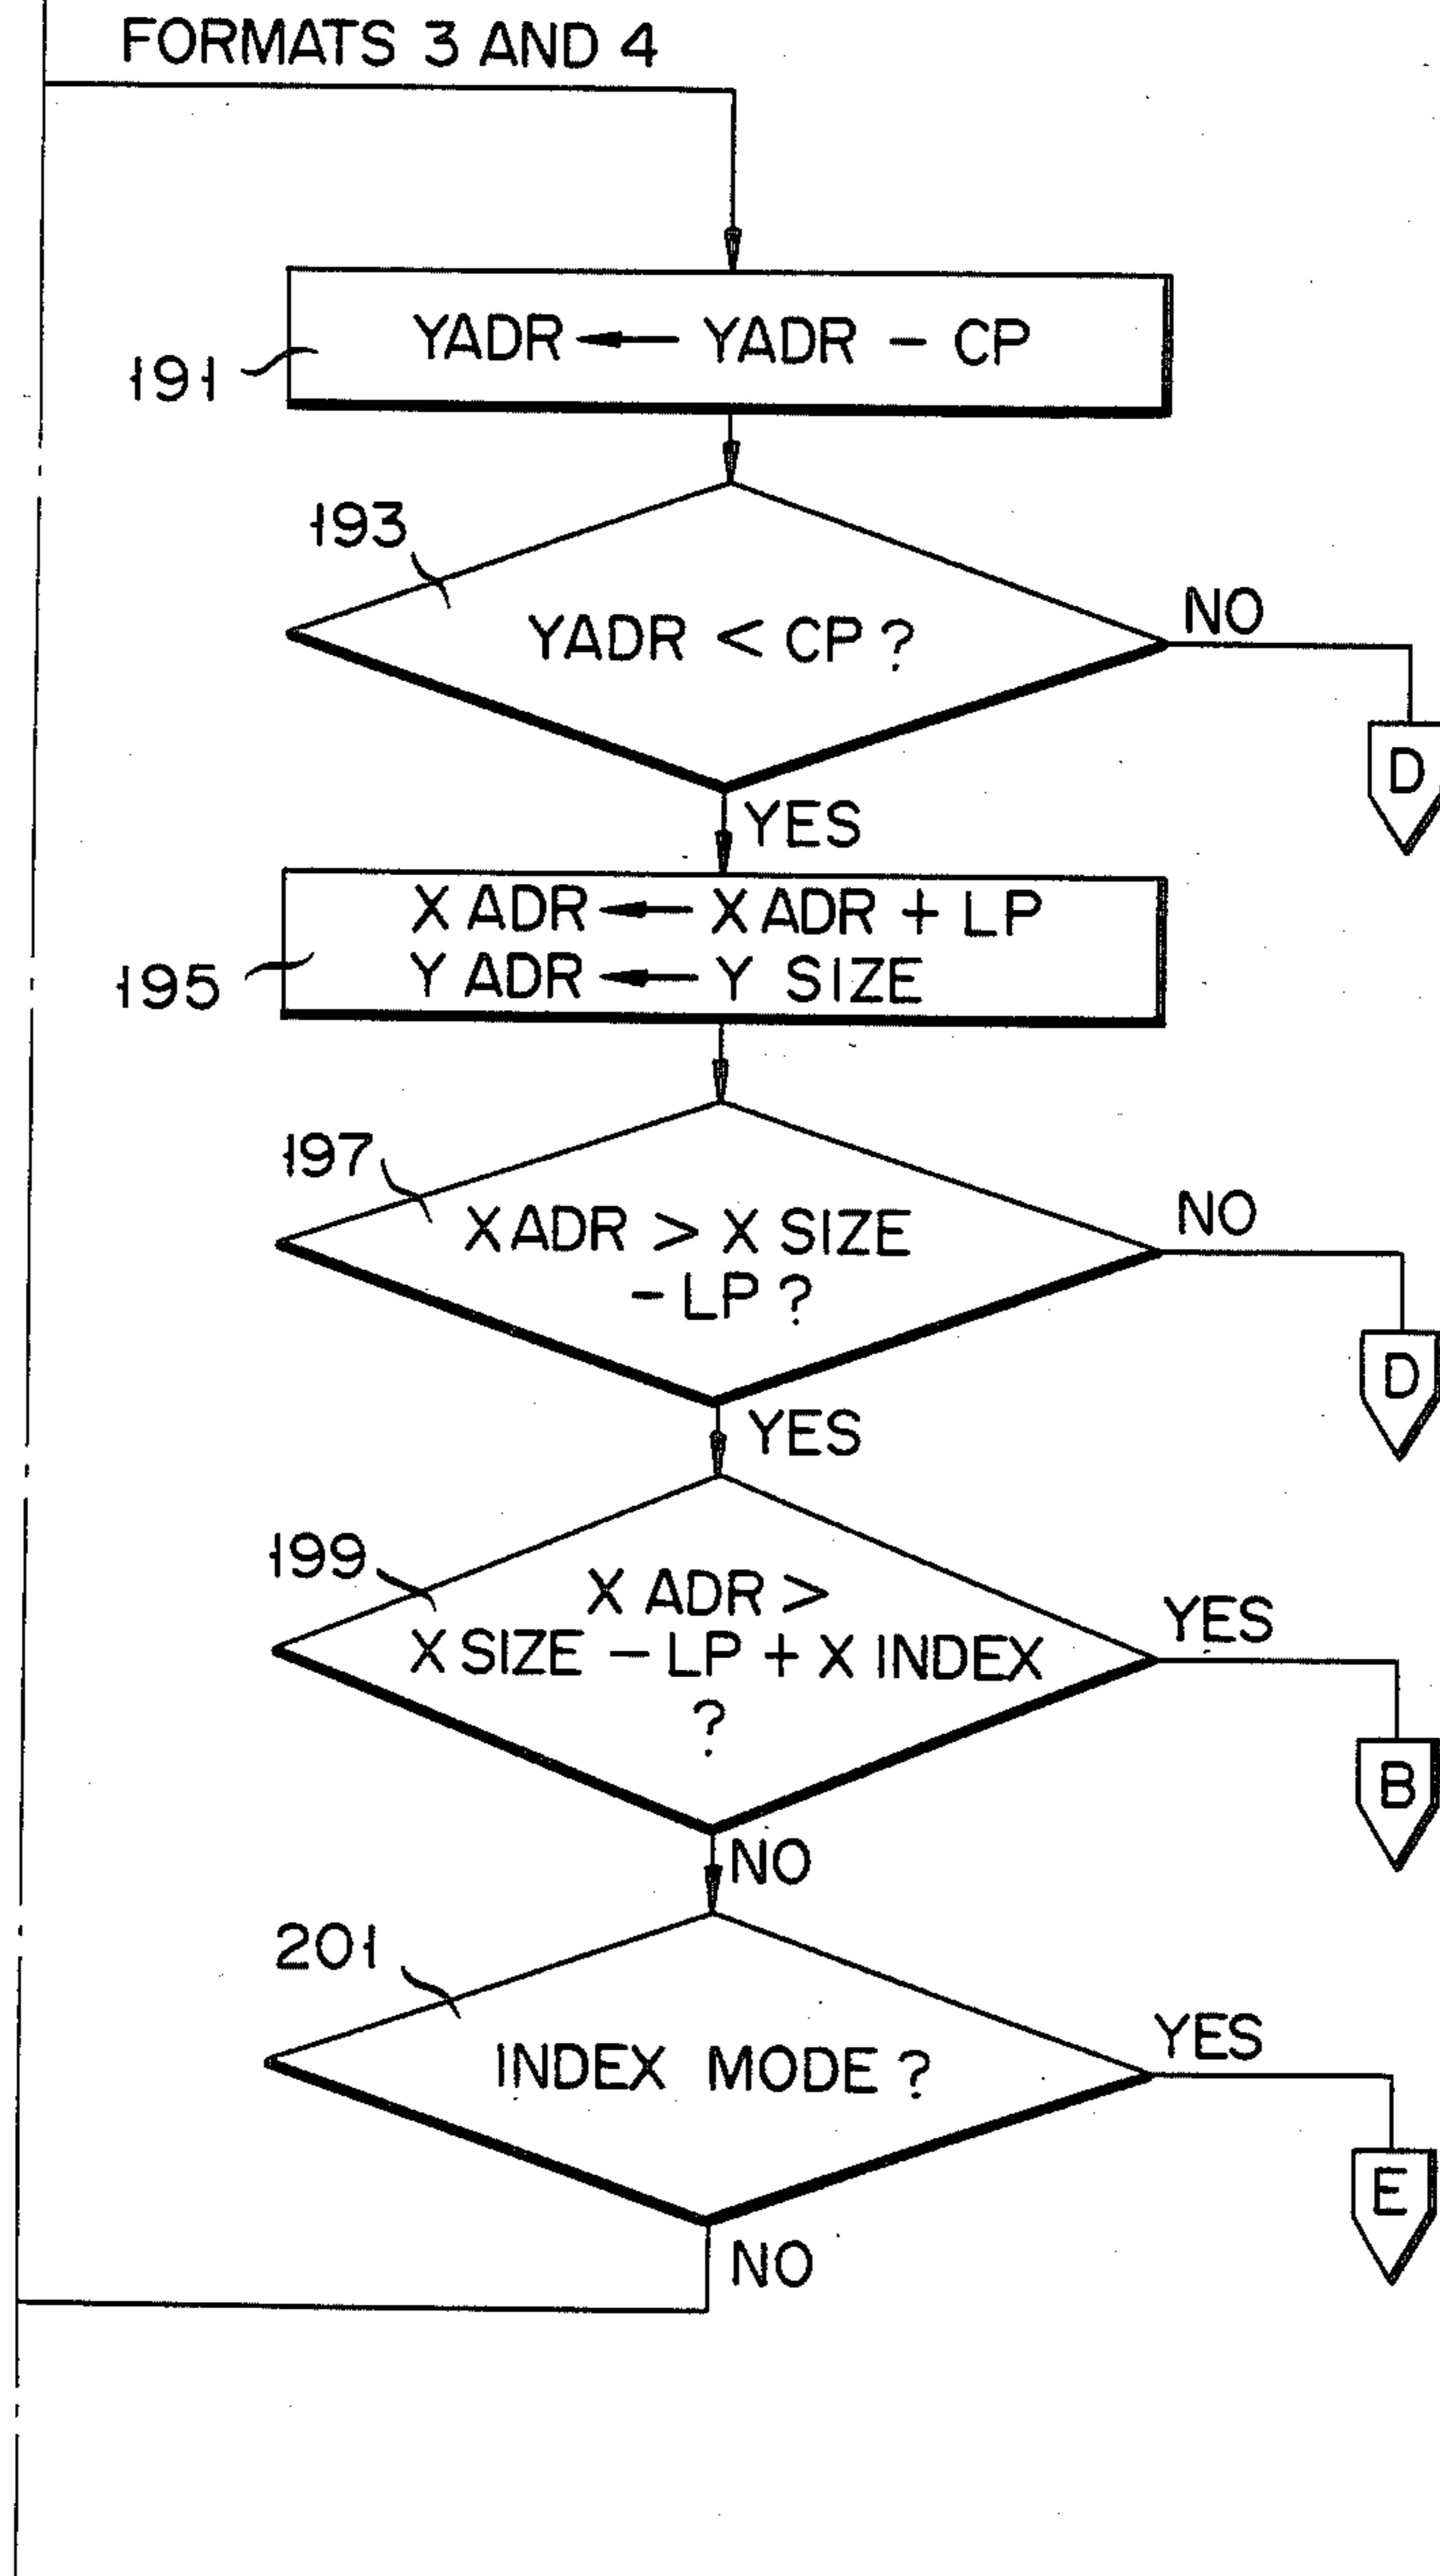 FORMATS 3 AND 4
YADR ← YADR - CP
191
193
YADR < CP ?
NO
D
YES
X ADR ← X ADR + LP
Y ADR ← Y SIZE
195
197
X ADR > X SIZE
- LP ?
NO
D
YES
199
X ADR >
X SIZE - LP + X INDEX
?
YES
B
NO
201
INDEX MODE ?
YES
E
NO